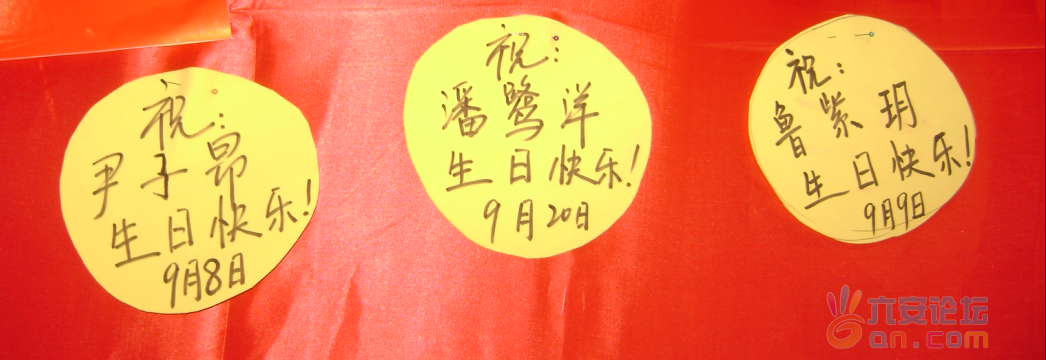 祝:
尹子昂
生日快乐!
9月8日
祝:
潘鹭洋
生日快乐!
9月20日
祝:
鲁紫玥
生日快乐!
9月9日
六安论坛
an.com